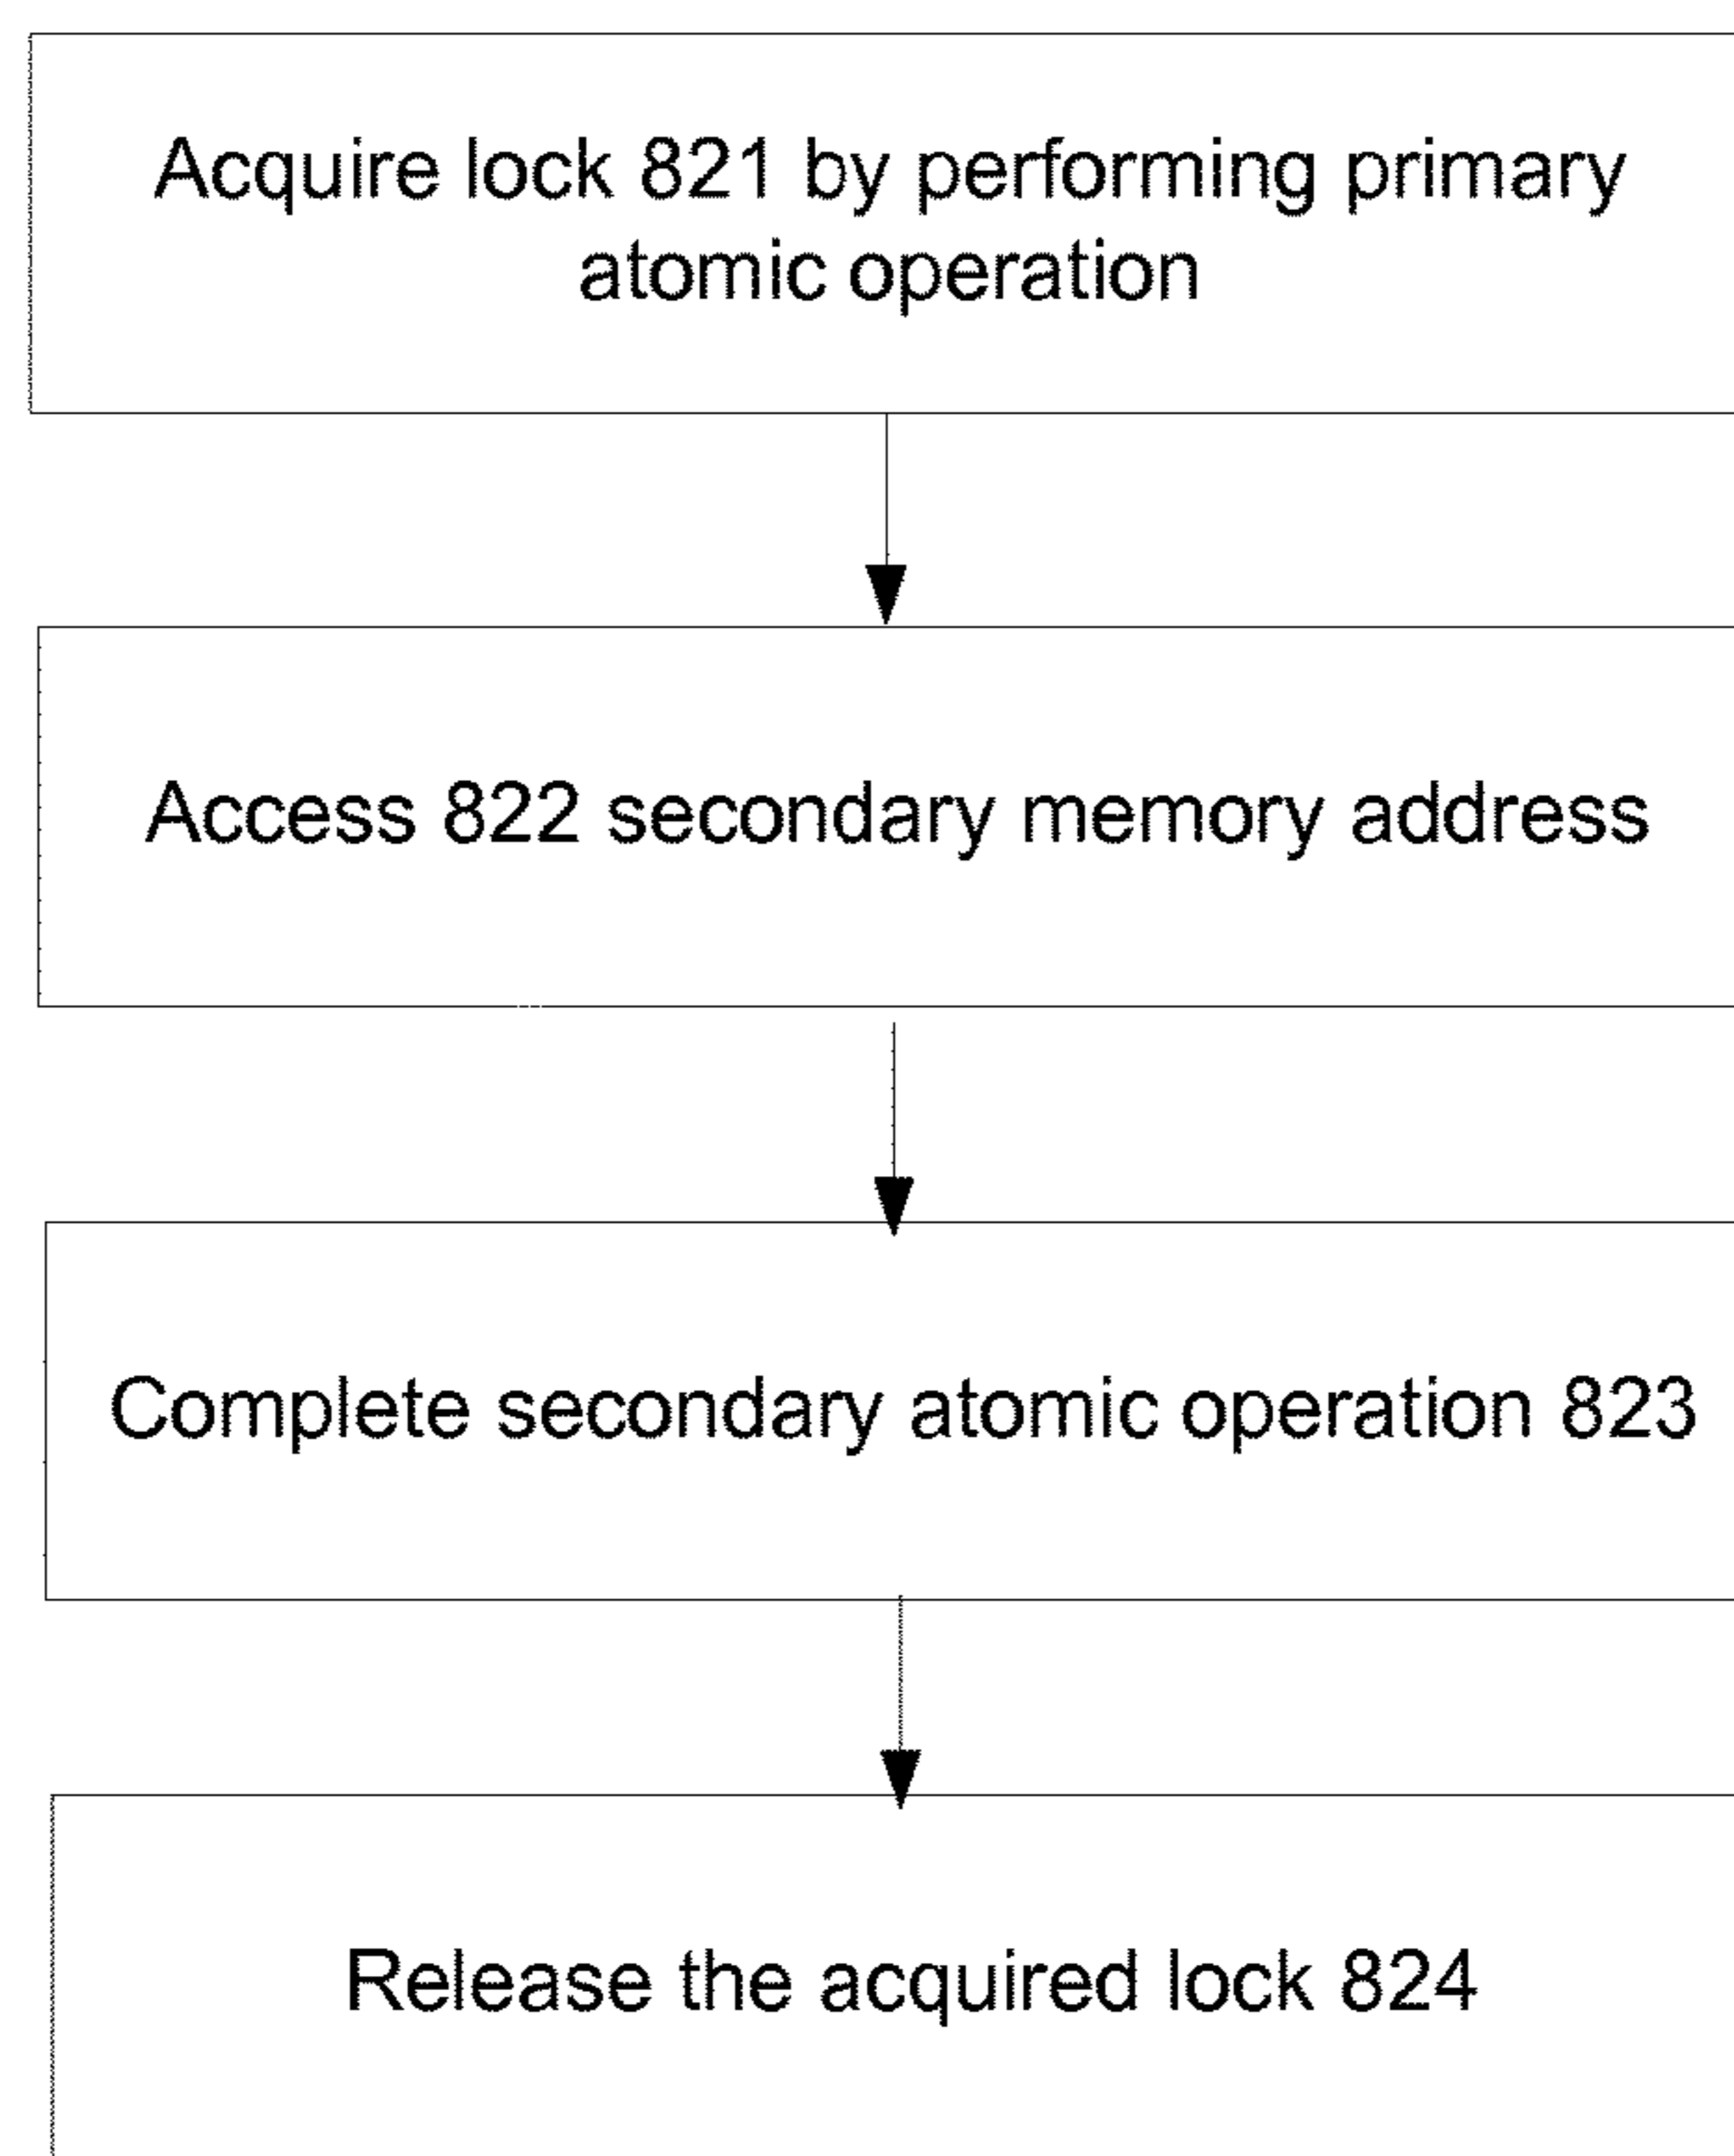 Acquire lock 821 by performing primary
atomic operation
Access 822 secondary memory address
Complete secondary atomic operation 823
Release the acquired lock 824